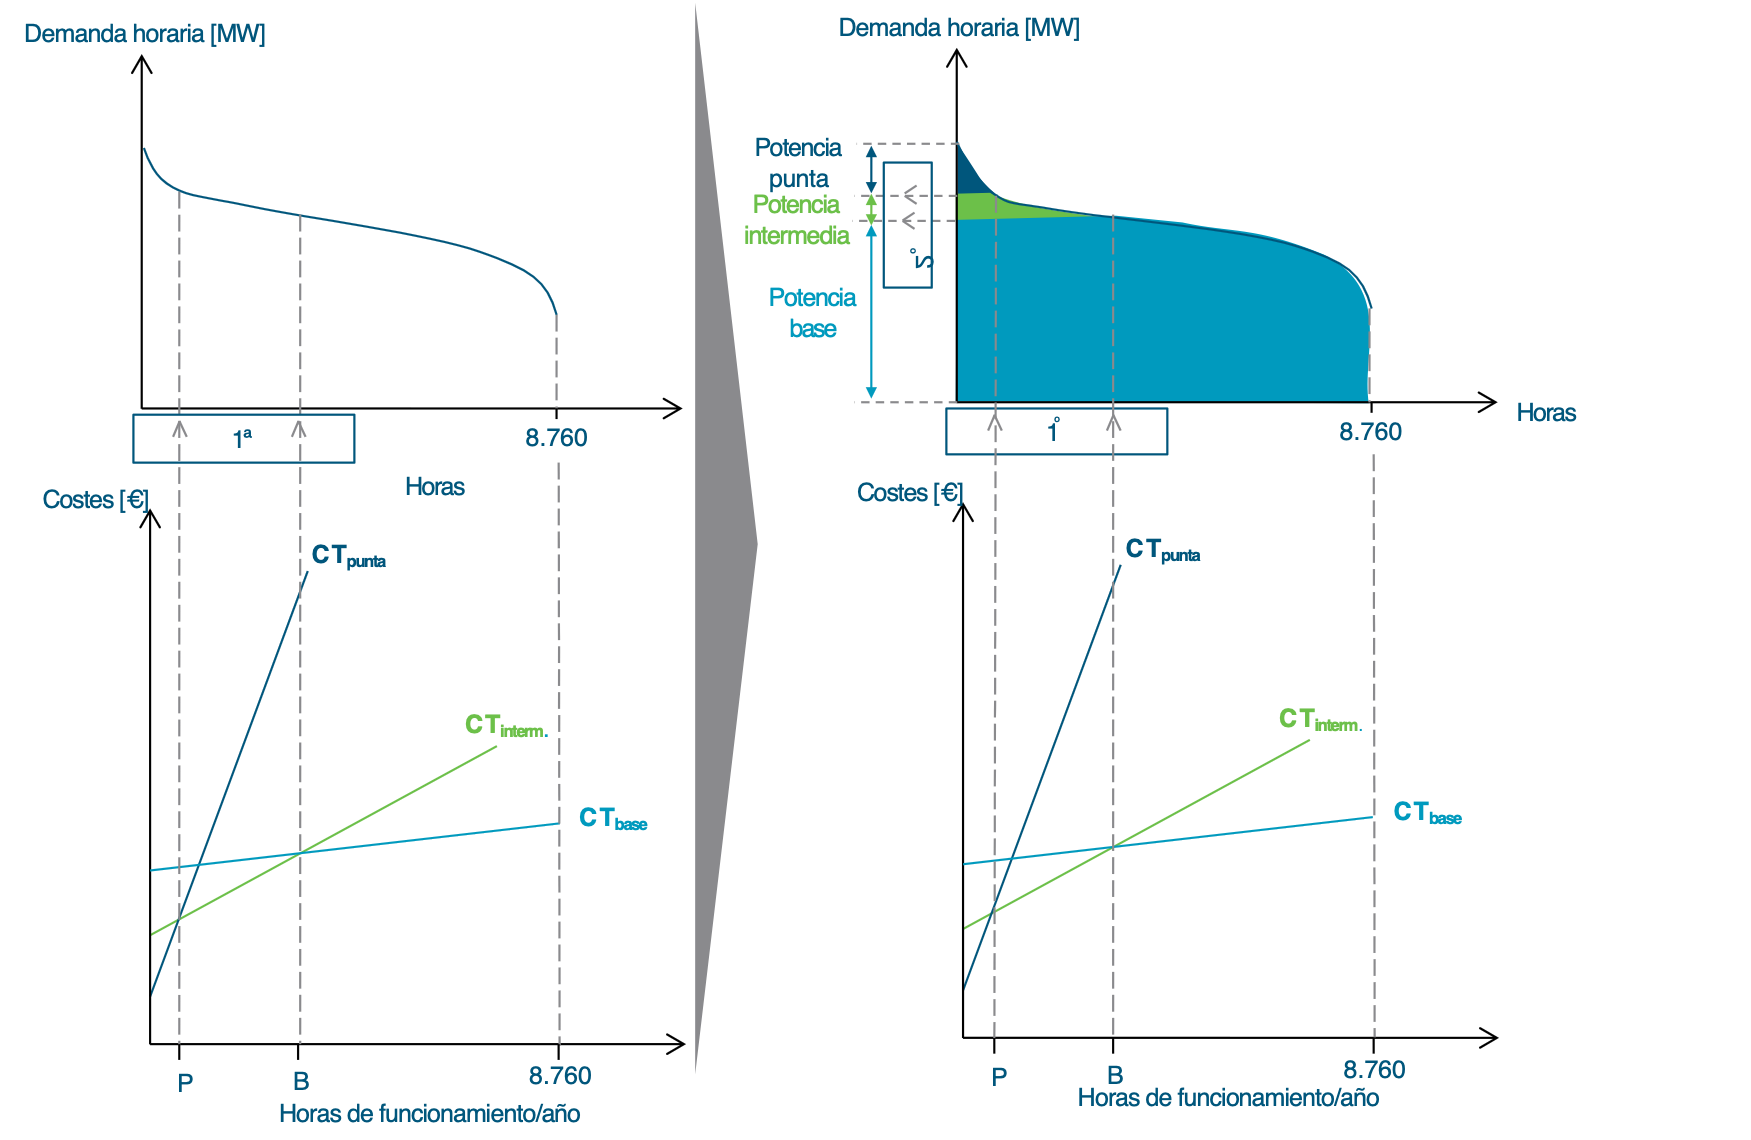 Demanda horaria [MW]
1ª
8.760
Horas
Costes [€]
CTpunta
CTinterm.
CTbase
P
B
8.760
Horas de funcionamiento/año
Demanda horaria [MW]
Potencia
punta
Potencia
intermedia
Potencia
base
1°
8.760
Horas
Costes [€]
CTpunta
CTinterm.
CTbase
P
B
8.760
Horas de funcionamiento/año